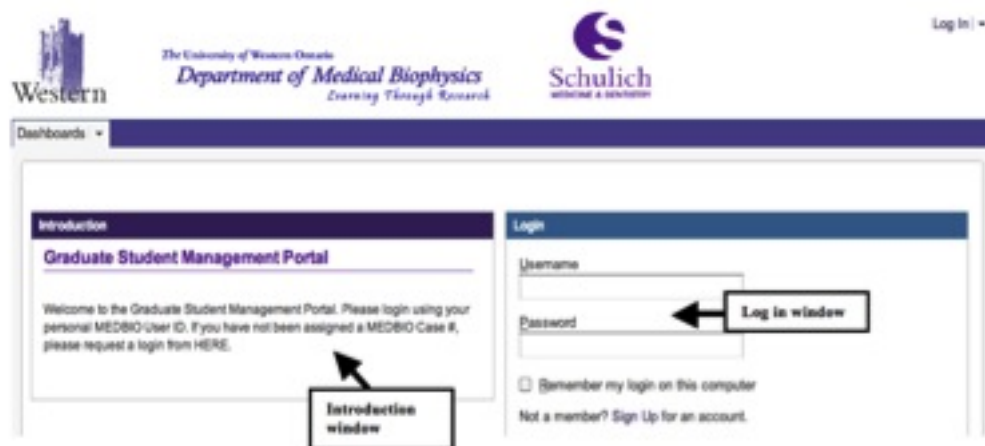 Log In
Western
The University of Western Ontario
Department of Medical Biophysics
Learning Through Research
Schulich
MEDICINE & DENTISTRY
Dashboards
Introduction
Graduate Student Management Portal
Welcome to the Graduate Student Management Portal. Please login using your
personal MEDBIO User ID. If you have not been assigned a MEDBIO Case #,
please request a login from HERE.
Introduction
window
Login
Username
Password
Log in window
Remember my login on this computer
Not a member? Sign Up for an account.